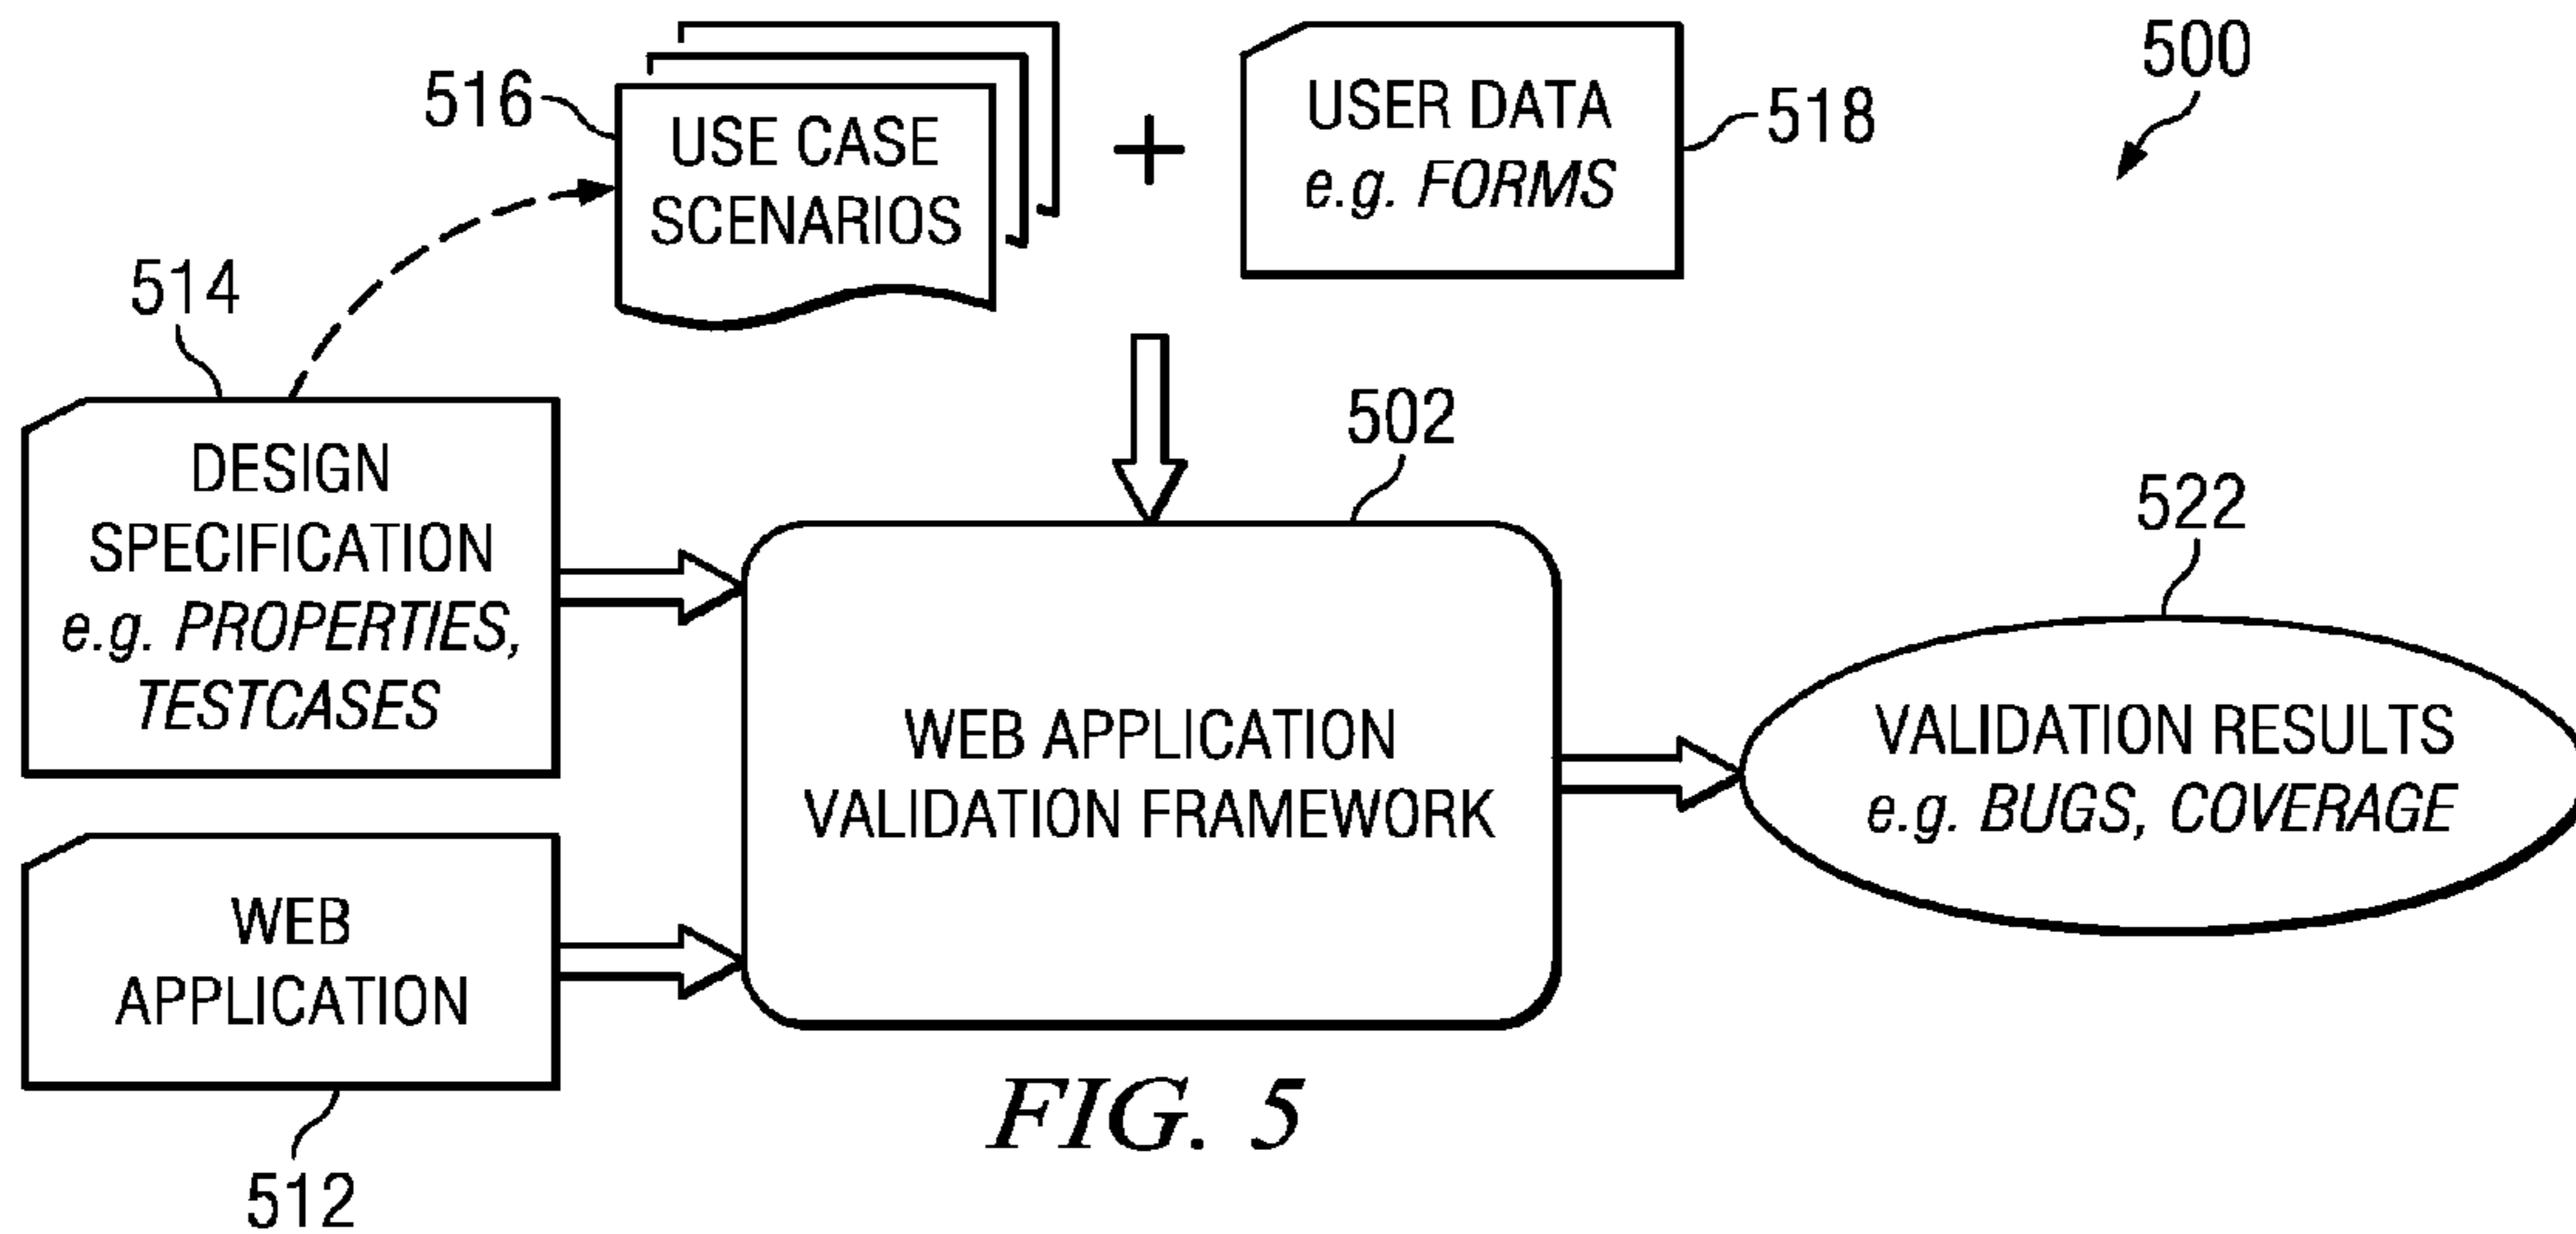 500
516
USE CASE
SCENARIOS
+
USER DATA
e.g. FORMS
518
514
DESIGN
SPECIFICATION
e.g. PROPERTIES,
TESTCASES
502
WEB APPLICATION
VALIDATION FRAMEWORK
522
VALIDATION RESULTS
e.g. BUGS, COVERAGE
WEB
APPLICATION
512
FIG. 5